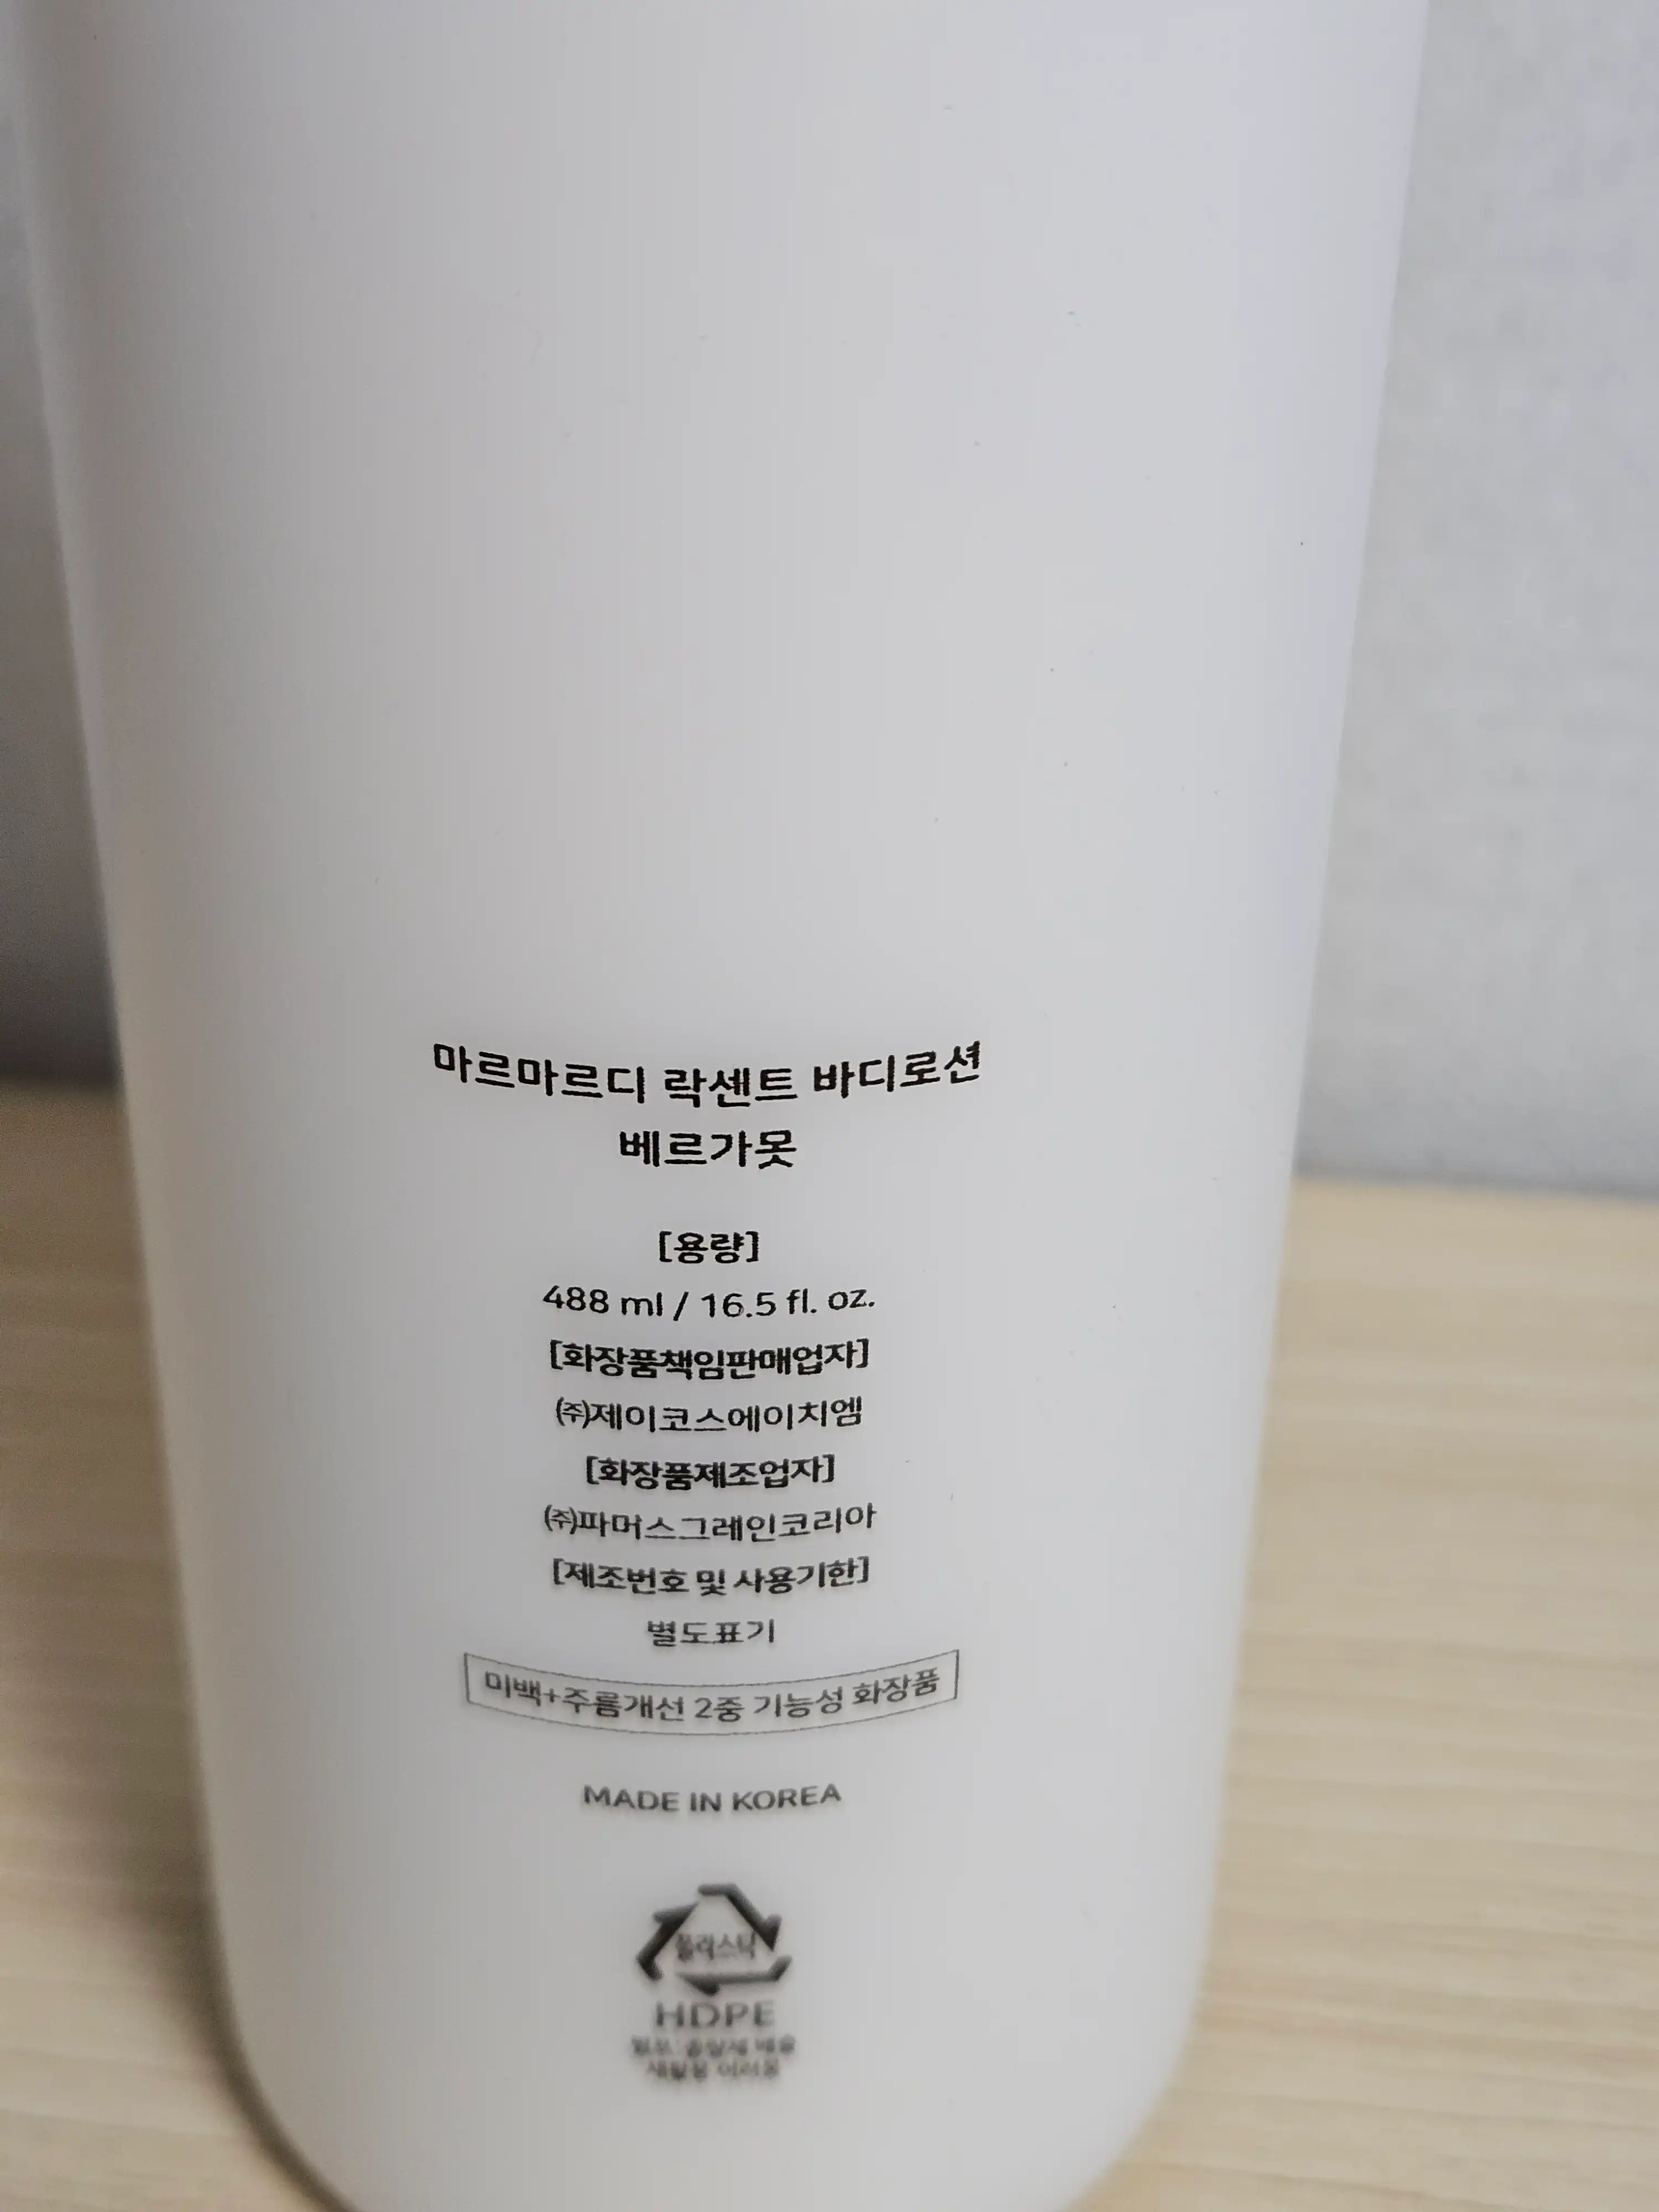 마르마르디 락센트 바디로션
베르가못
[용량]
488 ml / 16.5 fl. oz.
[화장품책임판매업자]
㈜제이코스에이치엠
[화장품제조업자]
㈜파머스그레인코리아
[제조번호 및 사용기한]
별도표기
미백+주름개선 2중 기능성 화장품
MADE IN KOREA
플라스틱
HDPE